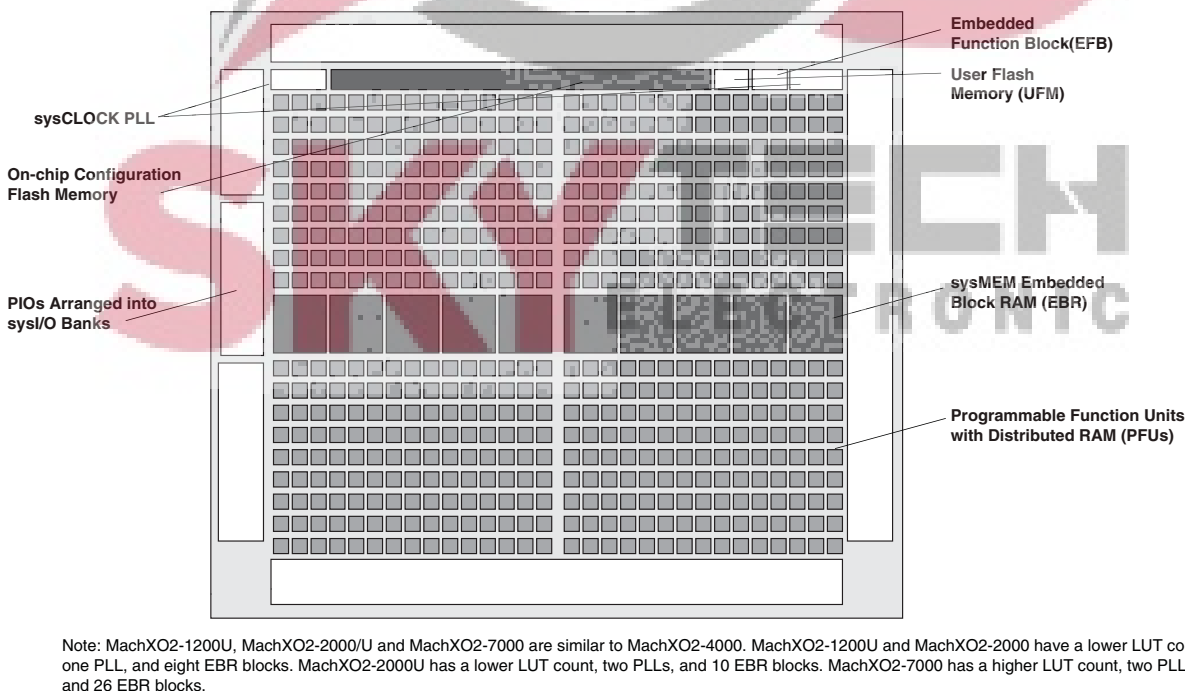 Embedded
Function Block(EFB)
User Flash
Memory (UFM)
sysCLOCK PLL
On-chip Configuration
Flash Memory
PIOs Arranged into
sysI/O Banks
sysMEM Embedded
Block RAM (EBR)
Programmable Function Units
with Distributed RAM (PFUs)
SKYTECH
ELECTRONIC
Note: MachXO2-1200U, MachXO2-2000/U and MachXO2-7000 are similar to MachXO2-4000. MachXO2-1200U and MachXO2-2000 have a lower LUT co
one PLL, and eight EBR blocks. MachXO2-2000U has a lower LUT count, two PLLs, and 10 EBR blocks. MachXO2-7000 has a higher LUT count, two PLL
and 26 EBR blocks.